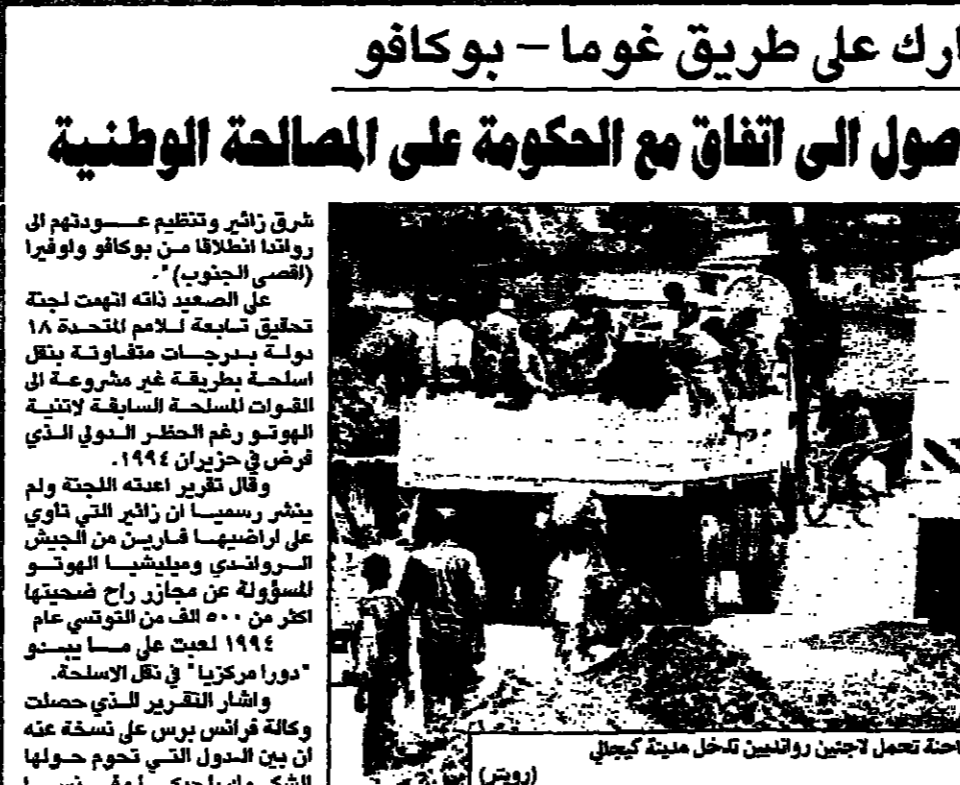 ارك على طريق غوما – بوكافو
صول الى اتفاق مع الحكومة على المصالحة الوطنية
شرق زائير وتنظيم عـــودتهم الى
رواندا انطلاقا من بوكافو واوفيرا
(اقصى الجنوب)".
على الصعيد ذاته اتهمت لجنة
تحقيق تابعة للامم المتحدة ١٨
دولة بدرجات متفاوتة بنقل
اسلحة بطريقة غير مشروعة الى
القوات المسلحة السابقة لاتنية
الهوتو رغم الحظر الدولي الذي
فرض في حزيران ١٩٩٤.
وقال تقرير اعدته اللجنة ولم
ينشر رسميا ان زائير التي تاوي
على اراضيها فارين من الجيش
الرواندي وميليشيا الهوتو
المسؤولة عن مجازر راح ضحيتها
اكثر من ٥٠٠ الف من التوتسي عام
١٩٩٤ لعبت على ما يبدو
"دورا مركزيا" في نقل الاسلحة.
واشار التقرير الذي حصلت
وكالة فرانس برس على نسخة عنه
ان بين الدول التي تحوم حولها
احنة تحمل لاجئين روانديين تدخل مدينة كيجالي
(رويتر)